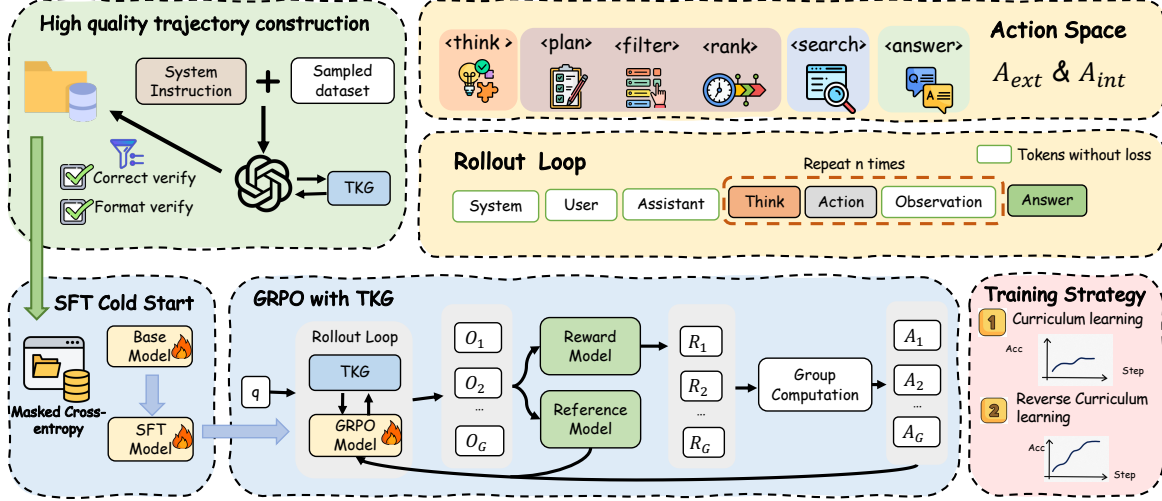 High quality trajectory construction
System
Instruction
Sampled
dataset
Correct verify
Format verify
TKG
Action Space
<think >
<plan>
<filter>
<rank>
<search>
<answer>
Q
A
A_ext & A_int
Rollout Loop
Repeat n times
Tokens without loss
System
User
Assistant
Think
Action
Observation
Answer
SFT Cold Start
Base
Model
Masked Cross-
entropy
SFT
Model
GRPO with TKG
q
Rollout Loop
TKG
GRPO
Model
O_1
O_2
...
O_G
Reward
Model
Reference
Model
R_1
R_2
...
R_G
Group
Computation
A_1
A_2
...
A_G
Training Strategy
1
Curriculum learning
Acc
Step
2
Reverse Curriculum
learning
Acc
Step